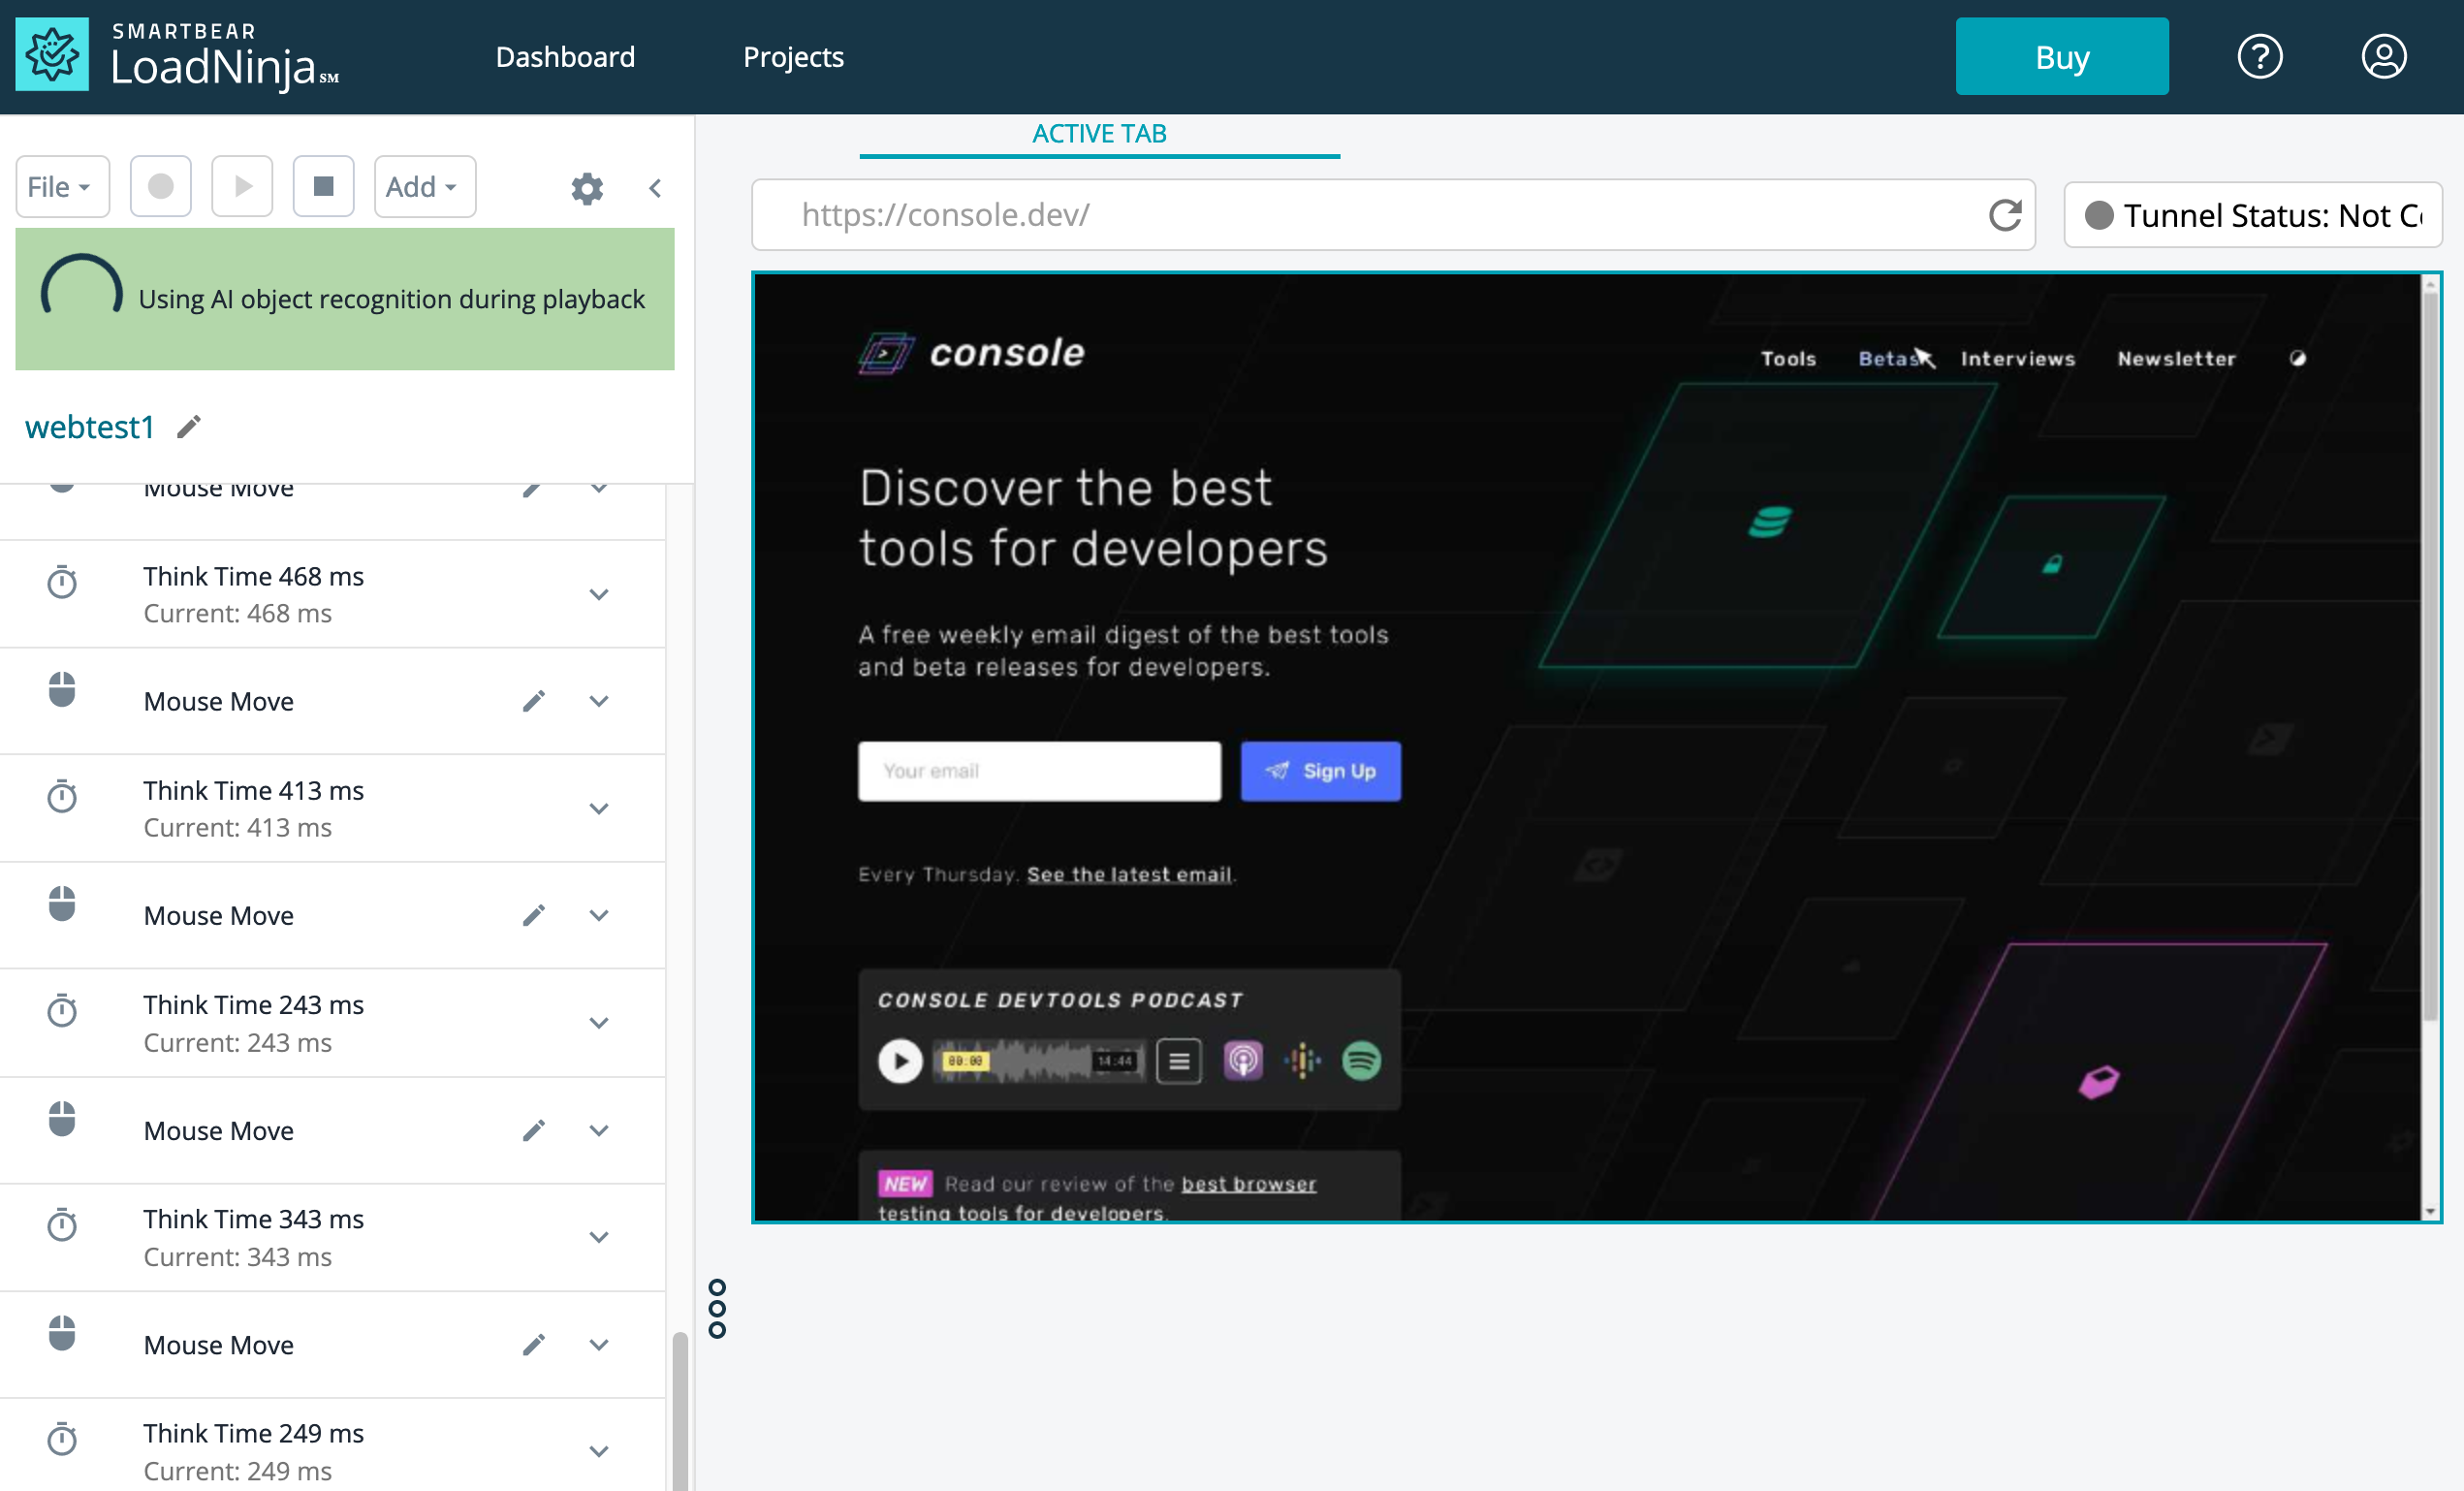 SMARTBEAR
LoadNinja SM
Dashboard
Projects
Buy
?
File
Add
Using AI object recognition during playback
webtest1
Mouse Move
Think Time 468 ms
Current: 468 ms
Mouse Move
Think Time 413 ms
Current: 413 ms
Mouse Move
Think Time 243 ms
Current: 243 ms
Mouse Move
Think Time 343 ms
Current: 343 ms
Mouse Move
Think Time 249 ms
Current: 249 ms
ACTIVE TAB
https://console.dev/
Tunnel Status: Not C
console
Tools
Betas
Interviews
Newsletter
Discover the best
tools for developers
A free weekly email digest of the best tools
and beta releases for developers.
Your email
Sign Up
Every Thursday. See the latest email.
CONSOLE DEVTOOLS PODCAST
00:00
14:44
NEW Read our review of the best browser
testing tools for developers.